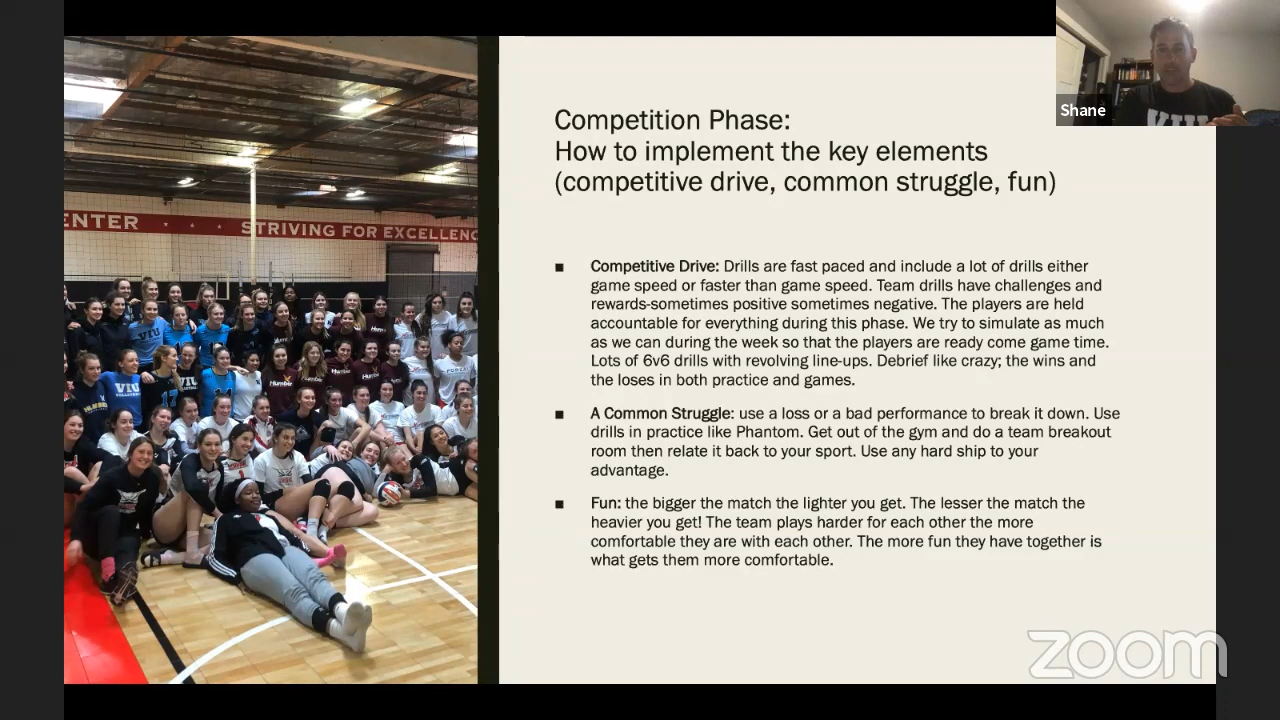 Shane
VIU
Competition Phase:
How to implement the key elements
(competitive drive, common struggle, fun)
■ Competitive Drive: Drills are fast paced and include a lot of drills either
game speed or faster than game speed. Team drills have challenges and
rewards-sometimes positive sometimes negative. The players are held
accountable for everything during this phase. We try to simulate as much
as we can during the week so that the players are ready come game time.
Lots of 6v6 drills with revolving line-ups. Debrief like crazy; the wins and
the loses in both practice and games.
■ A Common Struggle: use a loss or a bad performance to break it down. Use
drills in practice like Phantom. Get out of the gym and do a team breakout
room then relate it back to your sport. Use any hard ship to your
advantage.
■ Fun: the bigger the match the lighter you get. The lesser the match the
heavier you get! The team plays harder for each other the more
comfortable they are with each other. The more fun they have together is
what gets them more comfortable.
ENTER STRIVING FOR EXCELLENC
VIU
Humber
Humber
Humber
VIU
zoom